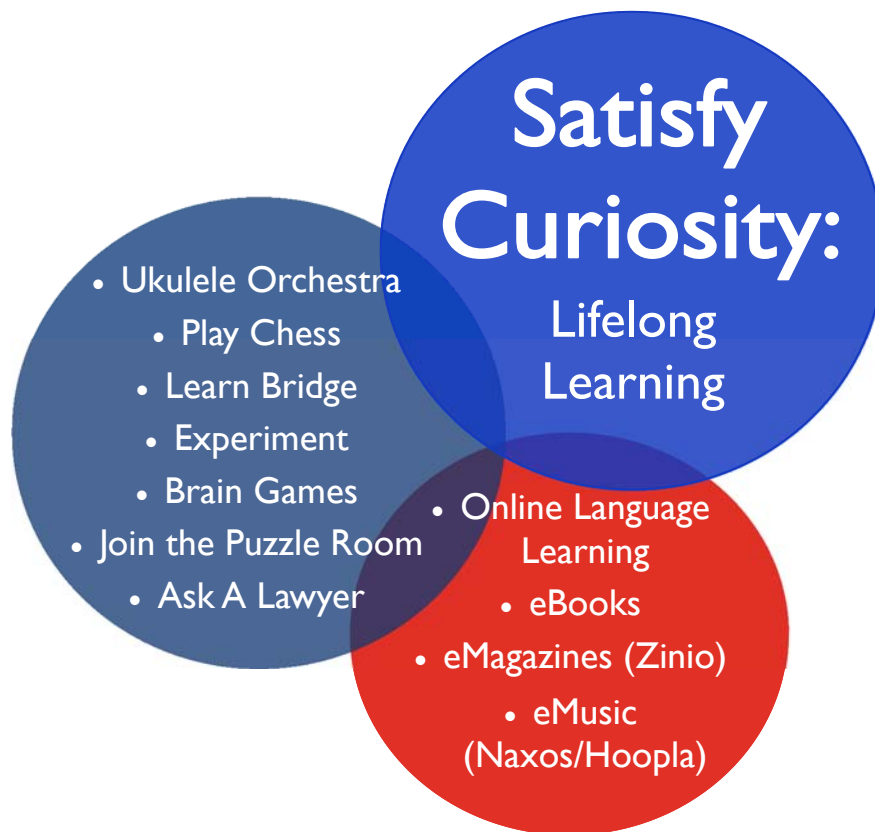 Satisfy
Curiosity:
Lifelong
Learning
• Ukulele Orchestra
• Play Chess
• Learn Bridge
• Experiment
• Brain Games
• Join the Puzzle Room
• Ask A Lawyer
• Online Language
Learning
• eBooks
• eMagazines (Zinio)
• eMusic
(Naxos/Hoopla)